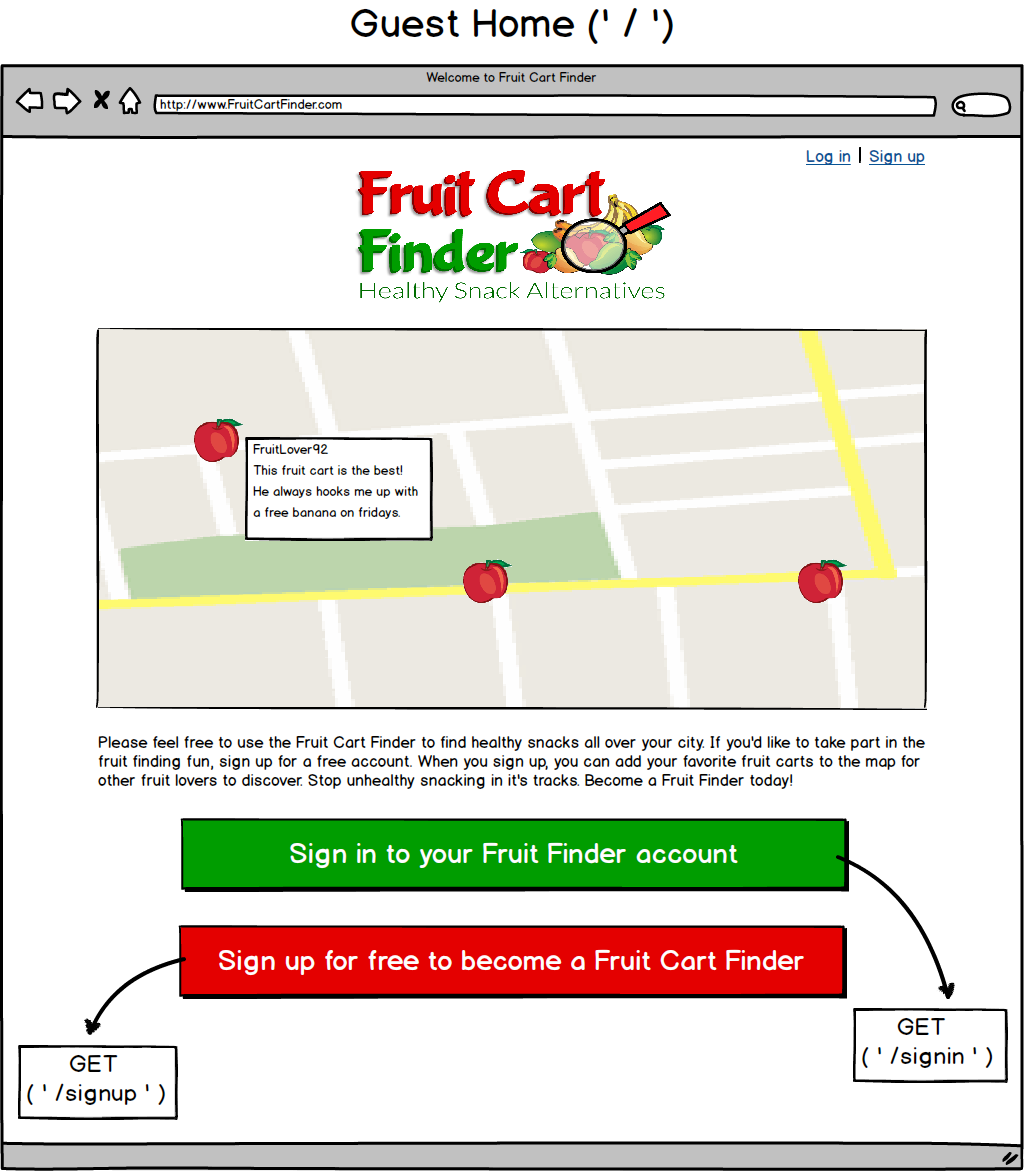 Guest Home (' / ')
Welcome to Fruit Cart Finder
http://www.FruitCartFinder.com
Log in | Sign up
Fruit Cart
Finder
Healthy Snack Alternatives
FruitLover92
This fruit cart is the best!
He always hooks me up with
a free banana on fridays.
Please feel free to use the Fruit Cart Finder to find healthy snacks all over your city. If you'd like to take part in the
fruit finding fun, sign up for a free account. When you sign up, you can add your favorite fruit carts to the map for
other fruit lovers to discover. Stop unhealthy snacking in it's tracks. Become a Fruit Finder today!
Sign in to your Fruit Finder account
Sign up for free to become a Fruit Cart Finder
GET
( ' /signin ' )
GET
( ' /signup ' )